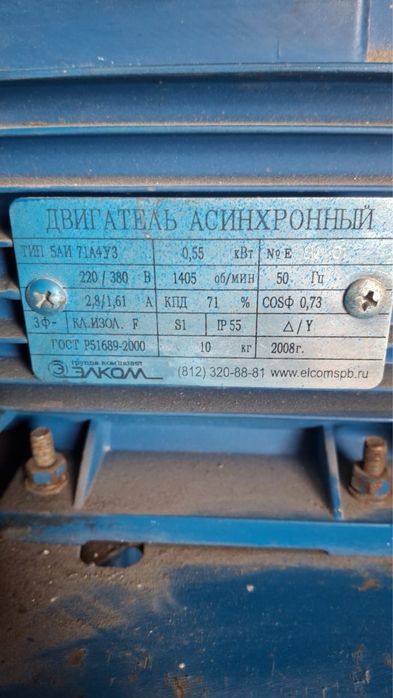 ДВИГАТЕЛЬ АСИНХРОННЫЙ
ТИП 5АИ 71А4У3 0,55 кВт № Е
220/380 В 1405 об/мин 50 Гц
2,8/1,61 А КПД 71 % COSФ 0,73
3ф~ КЛ.ИЗОЛ. F S1 IP 55 Δ/Y
ГОСТ Р51689-2000 10 кг 2008г.
группа компаний
ЭЛКОМ (812) 320-88-81 www.elcomspb.ru